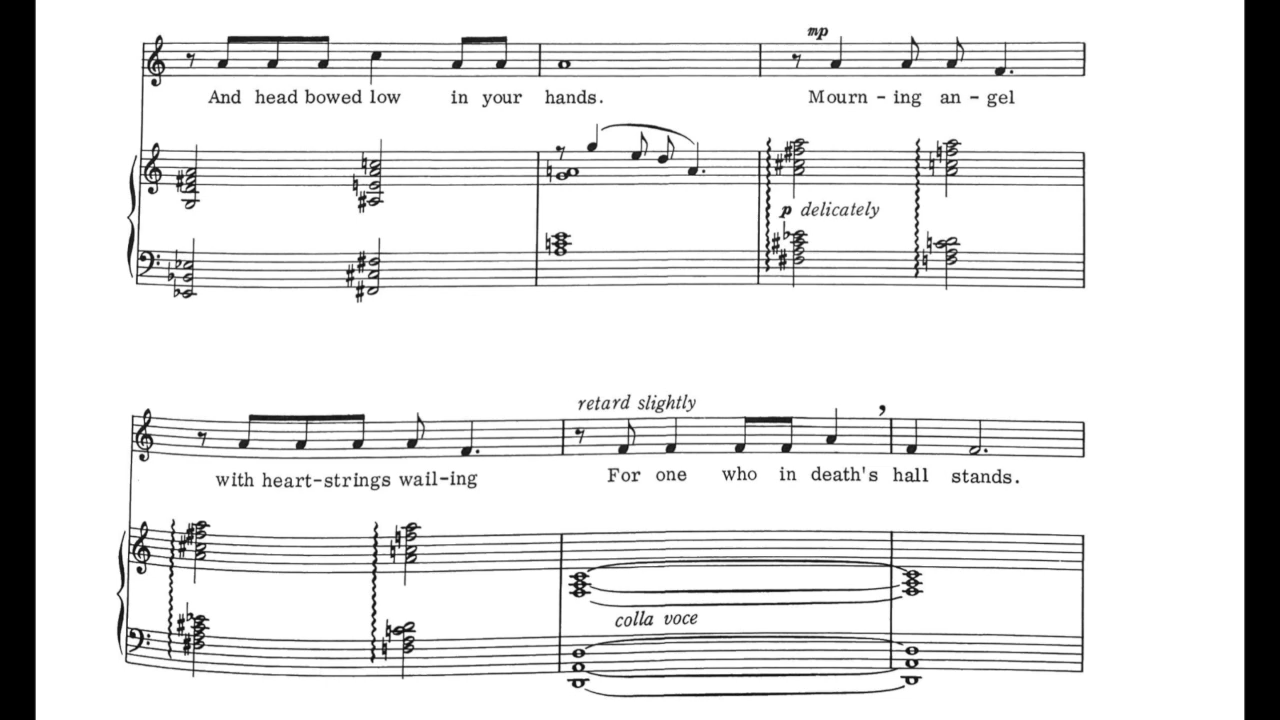 mp
And head bowed low in your hands. Mourn - ing an - gel
p delicately
retard slightly
with heart-strings wail-ing For one who in death's hall stands.
colla voce